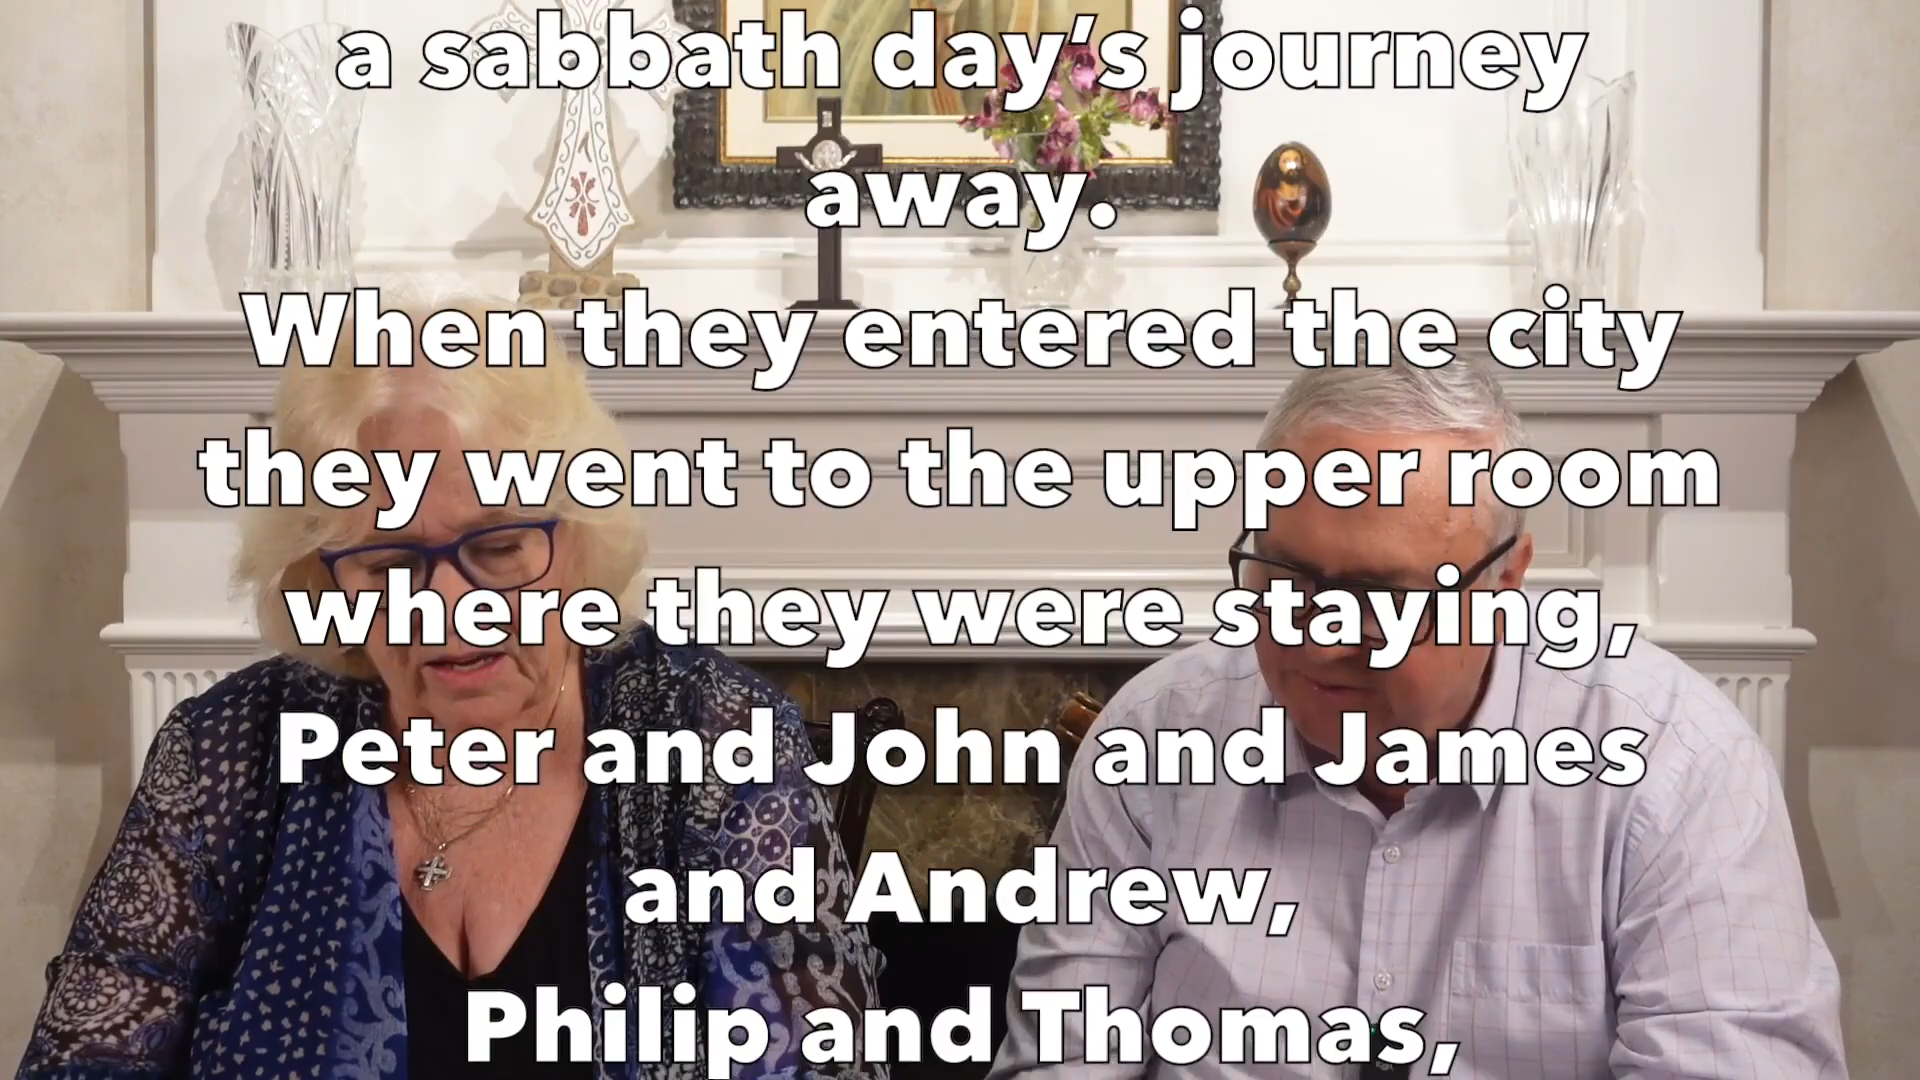 a sabbath day's journey
away.
When they entered the city
they went to the upper room
where they were staying,
Peter and John and James
and Andrew,
Philip and Thomas,